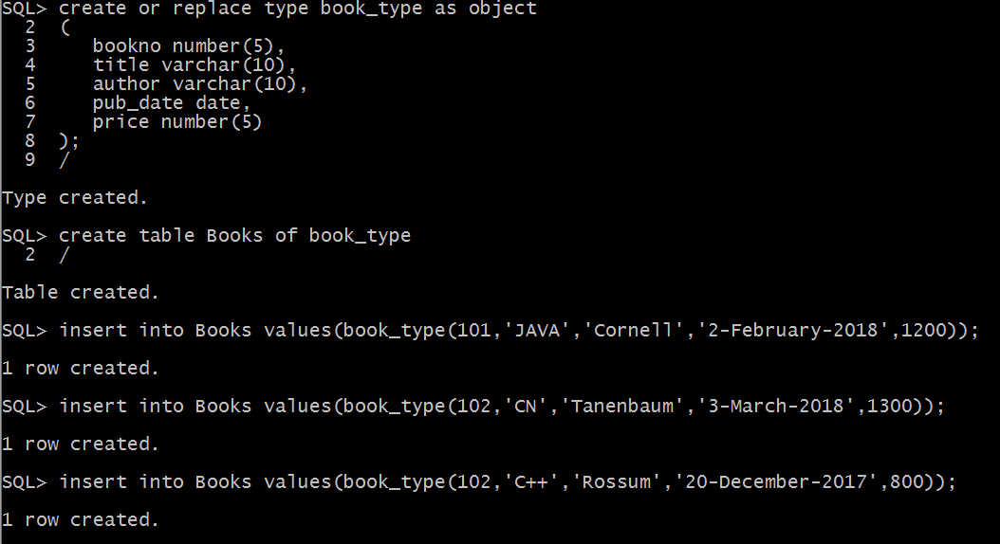 SQL> create or replace type book_type as object
  2  (
  3     bookno number(5),
  4     title varchar(10),
  5     author varchar(10),
  6     pub_date date,
  7     price number(5)
  8  );
  9  /
Type created.
SQL> create table Books of book_type
  2  /
Table created.
SQL> insert into Books values(book_type(101,'JAVA','Cornell','2-February-2018',1200));
1 row created.
SQL> insert into Books values(book_type(102,'CN','Tanenbaum','3-March-2018',1300));
1 row created.
SQL> insert into Books values(book_type(102,'C++','Rossum','20-December-2017',800));
1 row created.